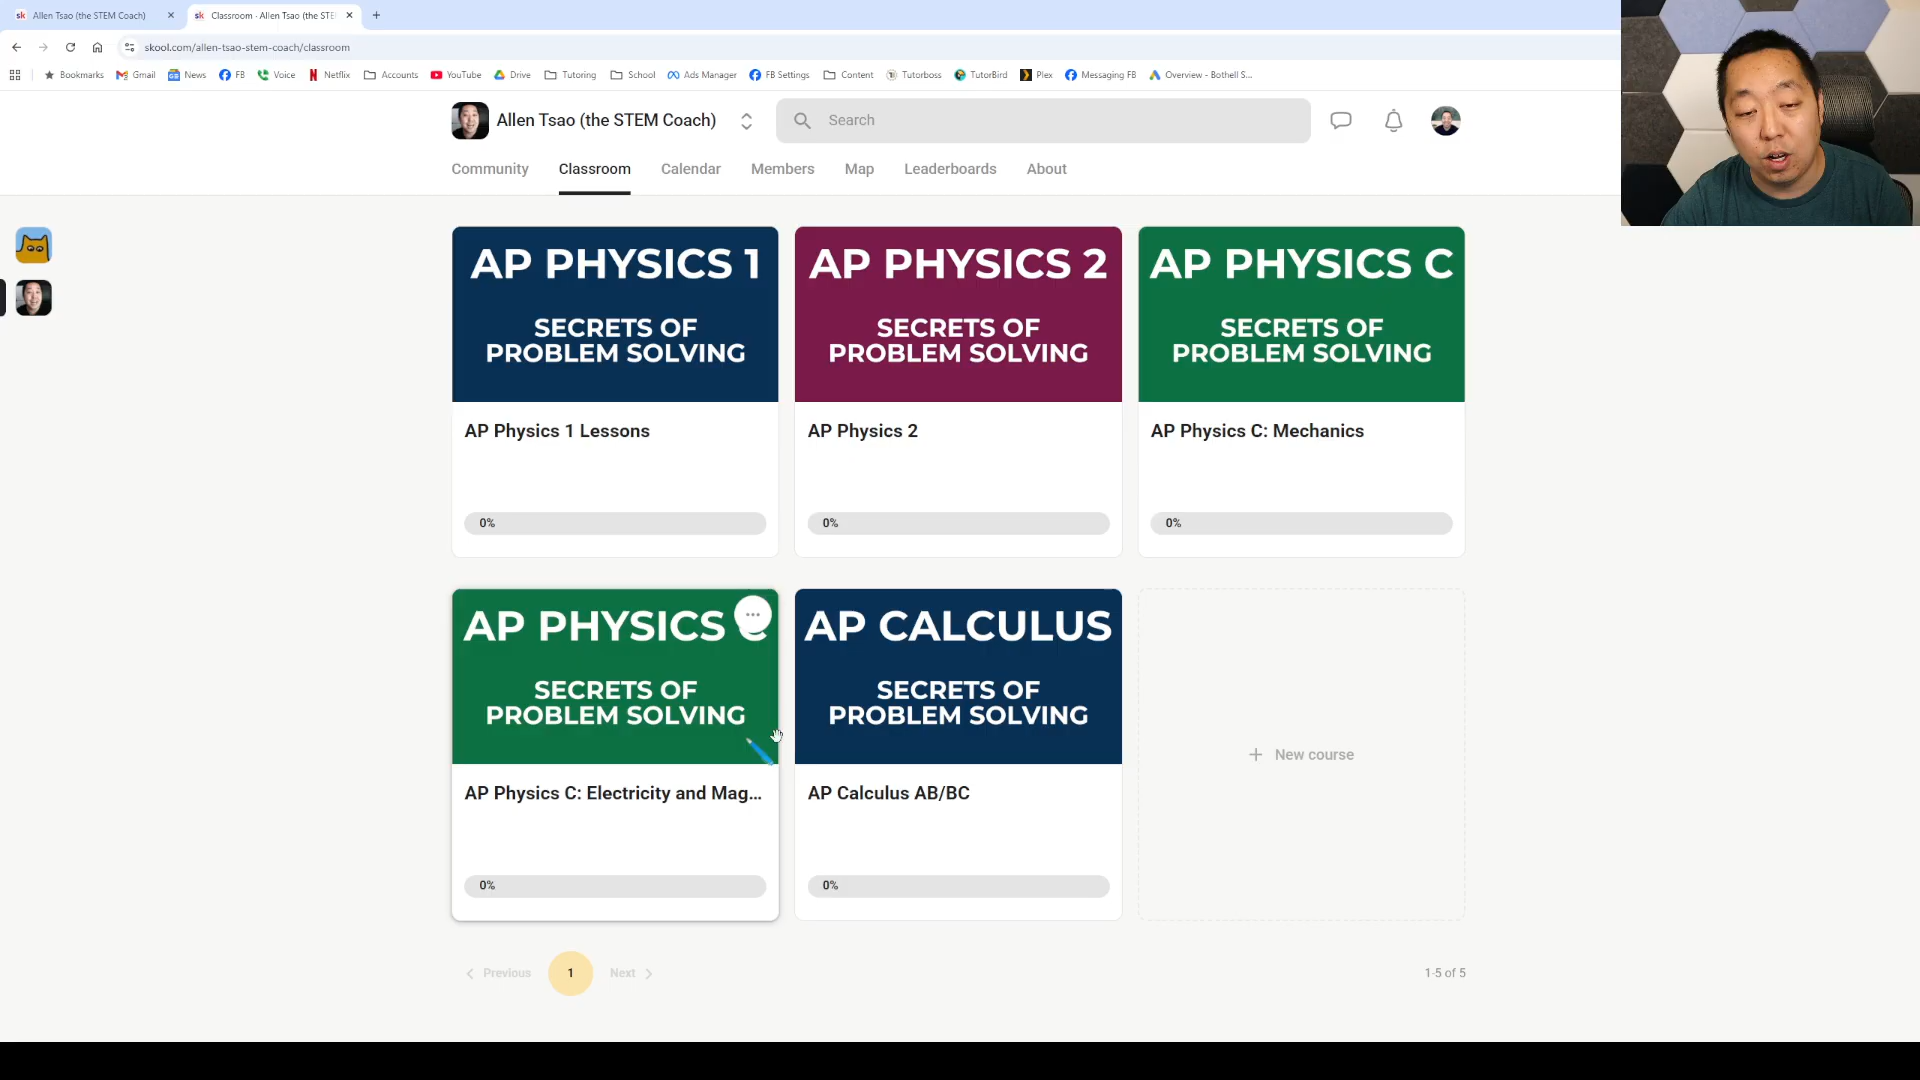 sk Allen Tsao (the STEM Coach)
sk Classroom - Allen Tsao (the STE
skool.com/allen-tsao-stem-coach/classroom
Bookmarks Gmail News FB Voice Netflix Accounts YouTube Drive Tutoring School Ads Manager FB Settings Content Tutorboss TutorBird Plex Messaging FB Overview - Bothell S...
Allen Tsao (the STEM Coach)
Search
Community Classroom Calendar Members Map Leaderboards About
AP PHYSICS 1
SECRETS OF
PROBLEM SOLVING
AP Physics 1 Lessons
0%
AP PHYSICS 2
SECRETS OF
PROBLEM SOLVING
AP Physics 2
0%
AP PHYSICS C
SECRETS OF
PROBLEM SOLVING
AP Physics C: Mechanics
0%
AP PHYSICS C
SECRETS OF
PROBLEM SOLVING
AP Physics C: Electricity and Mag...
0%
AP CALCULUS
SECRETS OF
PROBLEM SOLVING
AP Calculus AB/BC
0%
+ New course
Previous 1 Next
1-5 of 5